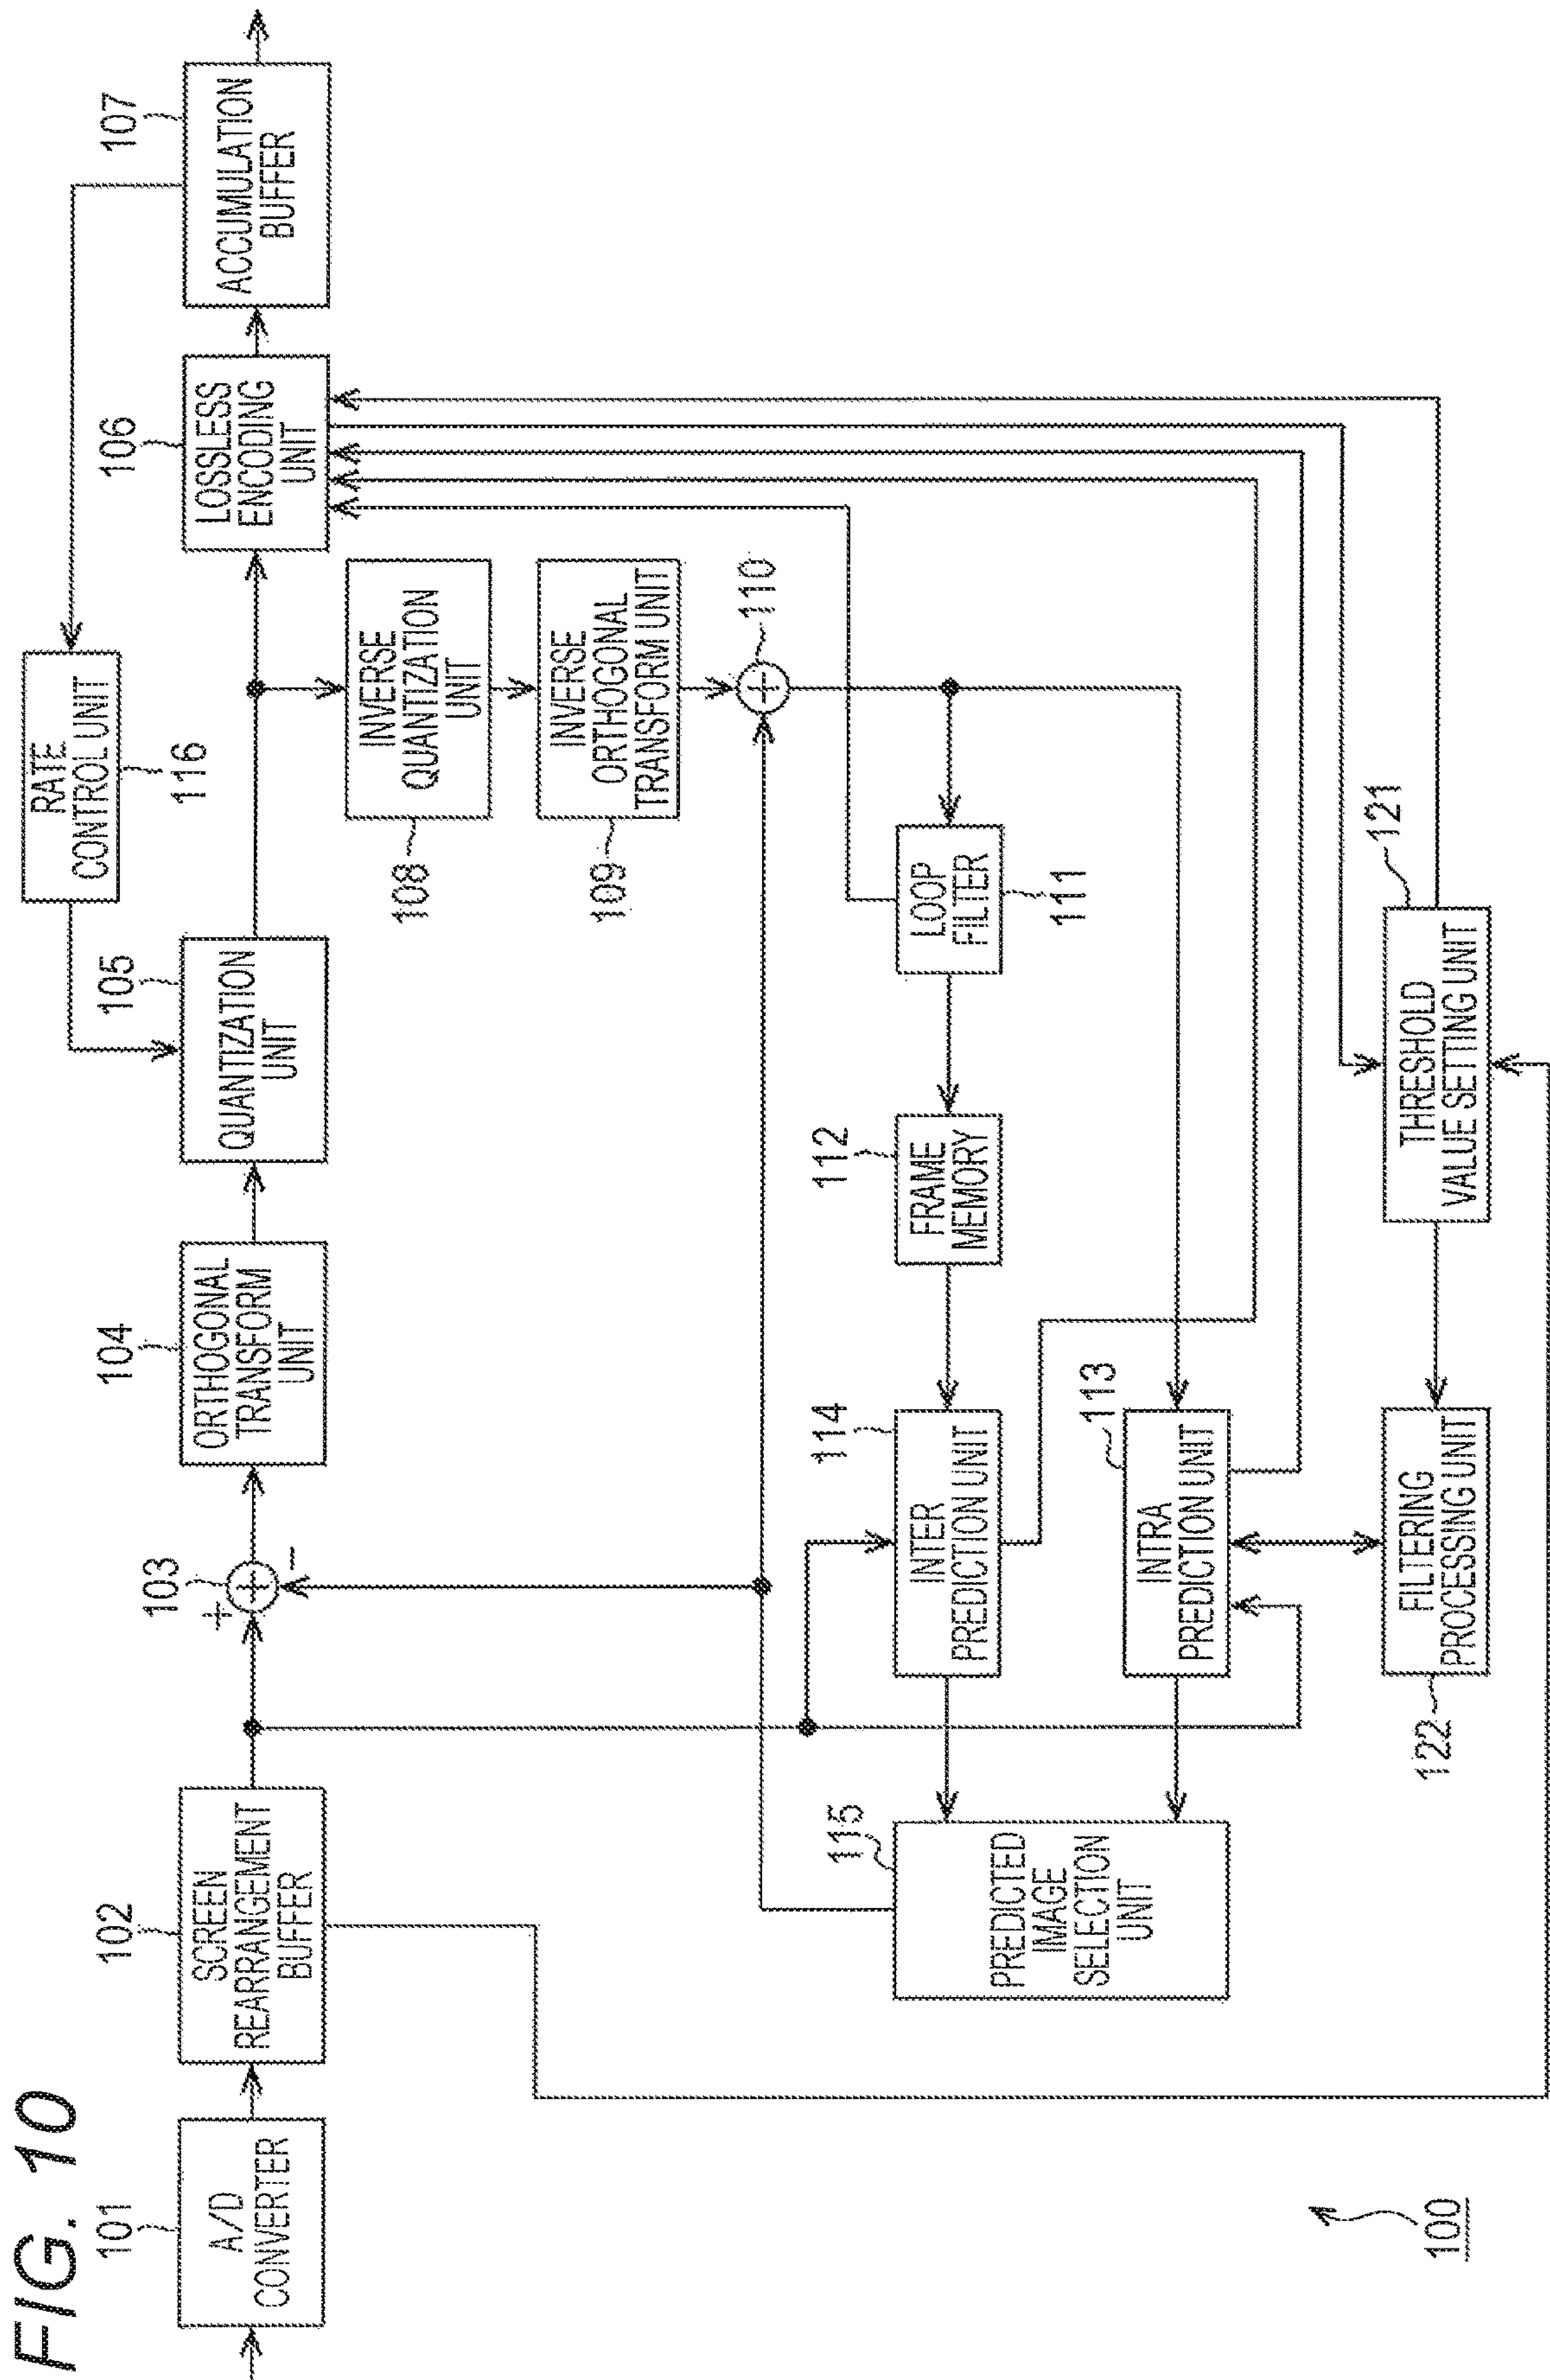 FIG. 10
101
A/D
CONVERTER
102
SCREEN
REARRANGEMENT
BUFFER
103
+
−
104
ORTHOGONAL
TRANSFORM
UNIT
105
QUANTIZATION
UNIT
RATE
CONTROL UNIT
116
106
LOSSLESS
ENCODING
UNIT
107
ACCUMULATION
BUFFER
INVERSE
QUANTIZATION
UNIT
108
INVERSE
ORTHOGONAL
TRANSFORM UNIT
109
110
+
LOOP
FILTER
111
112
FRAME
MEMORY
114
INTER
PREDICTION UNIT
113
INTRA
PREDICTION UNIT
115
PREDICTED
IMAGE
SELECTION
UNIT
121
THRESHOLD
VALUE SETTING UNIT
FILTERING
PROCESSING UNIT
122
100